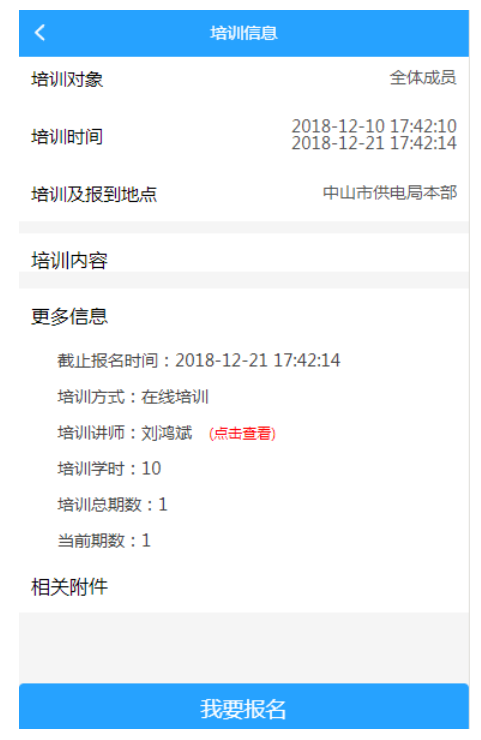 培训信息
培训对象 全体成员
培训时间 2018-12-10 17:42:10
2018-12-21 17:42:14
培训及报到地点 中山市供电局本部
培训内容
更多信息
截止报名时间：2018-12-21 17:42:14
培训方式：在线培训
培训讲师：刘鸿斌 (点击查看)
培训学时：10
培训总期数：1
当前期数：1
相关附件
我要报名